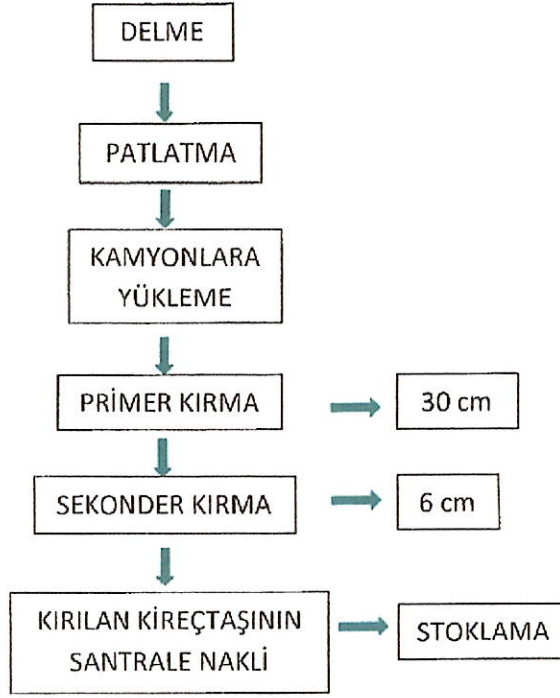 DELME
PATLATMA
KAMYONLARA
YÜKLEME
PRİMER KIRMA
30 cm
SEKONDER KIRMA
6 cm
KIRILAN KİREÇTAŞININ
SANTRALE NAKLİ
STOKLAMA